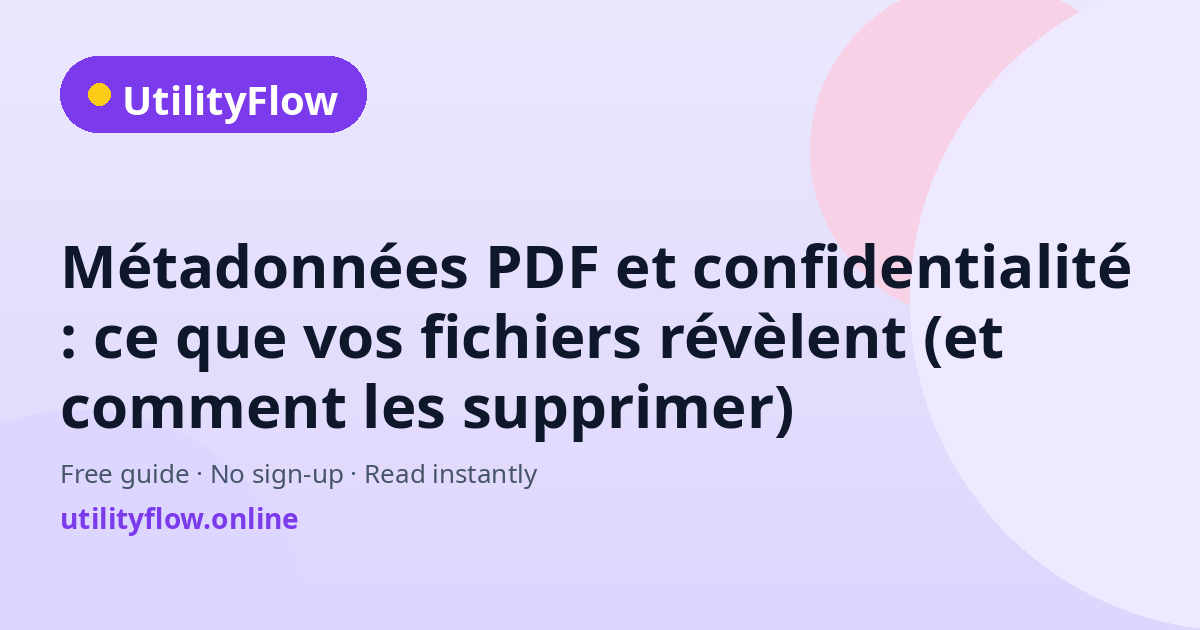 UtilityFlow
Métadonnées PDF et confidentialité
: ce que vos fichiers révèlent (et
comment les supprimer)
Free guide · No sign-up · Read instantly
utilityflow.online